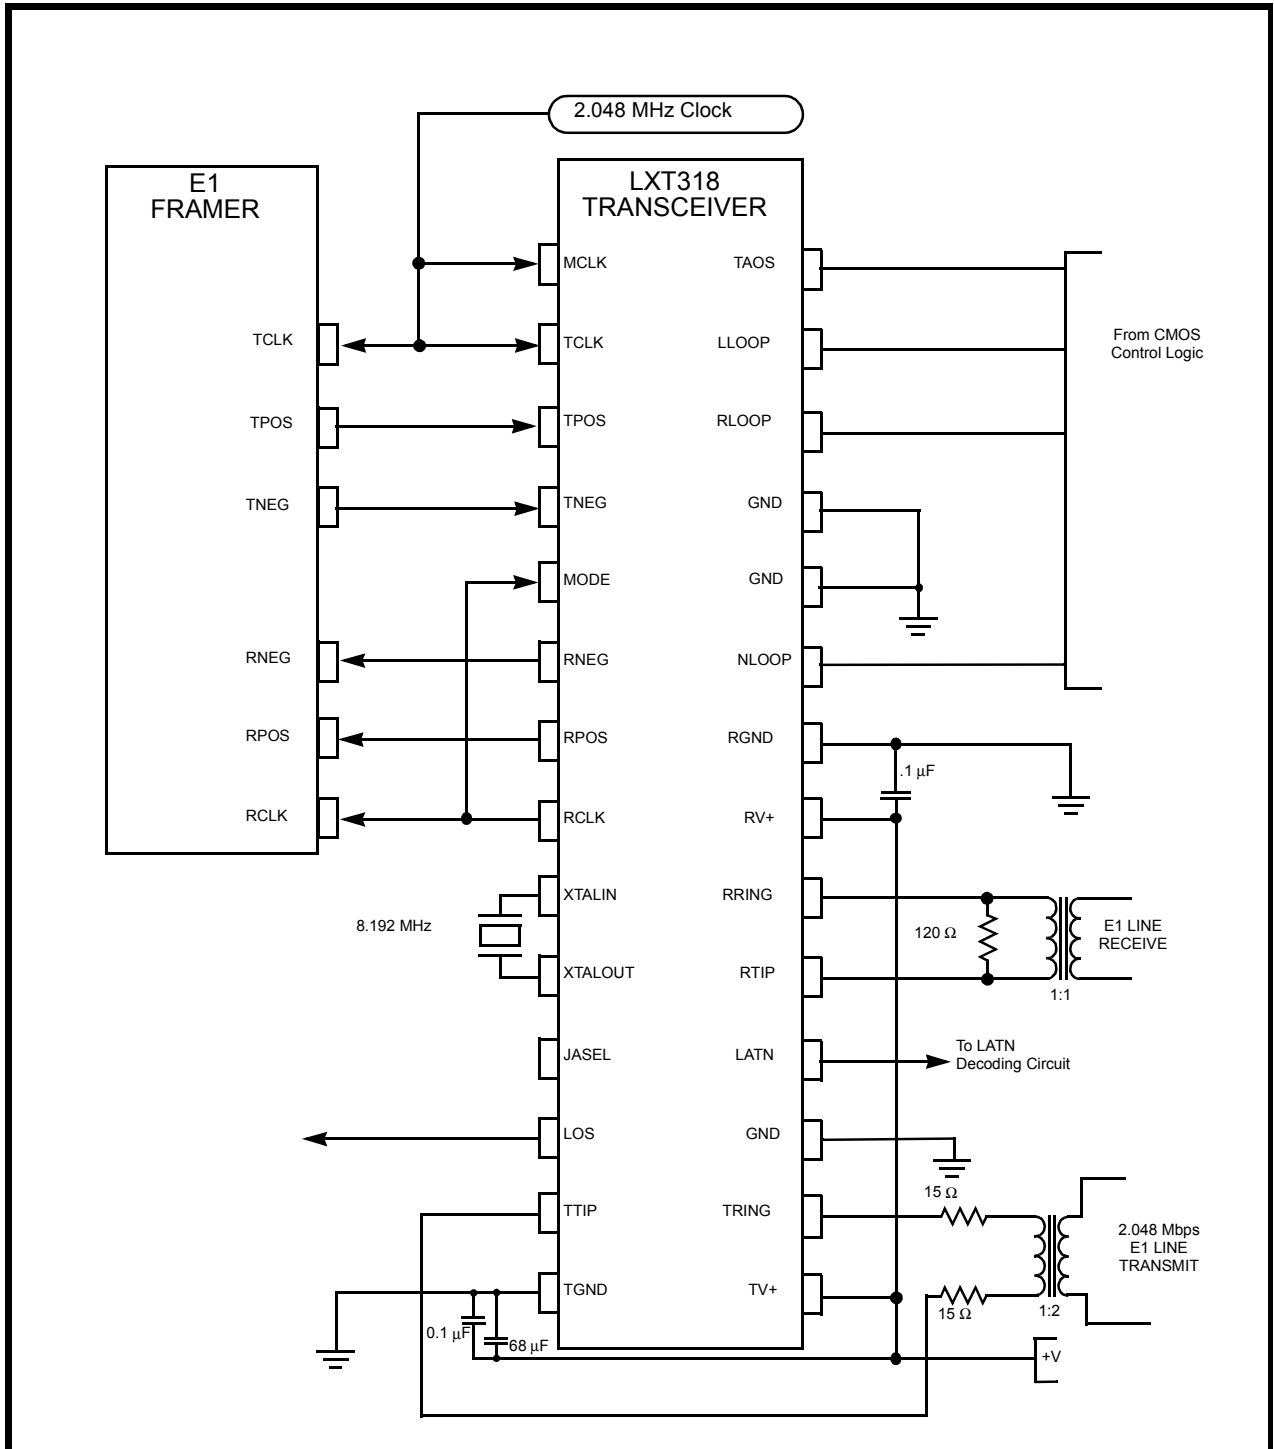 2.048 MHz Clock
E1
FRAMER
LXT318
TRANSCEIVER
MCLK
TAOS
TCLK
TCLK
LLOOP
From CMOS
Control Logic
TPOS
TPOS
RLOOP
TNEG
TNEG
GND
MODE
GND
RNEG
RNEG
NLOOP
RPOS
RPOS
RGND
.1 μF
RCLK
RCLK
RV+
XTALIN
RRING
8.192 MHz
120 Ω
E1 LINE
RECEIVE
XTALOUT
RTIP
1:1
JASEL
LATN
To LATN
Decoding Circuit
LOS
GND
15 Ω
TTIP
TRING
2.048 Mbps
E1 LINE
TRANSMIT
TGND
TV+
15 Ω
1:2
0.1 μF
68 μF
+V